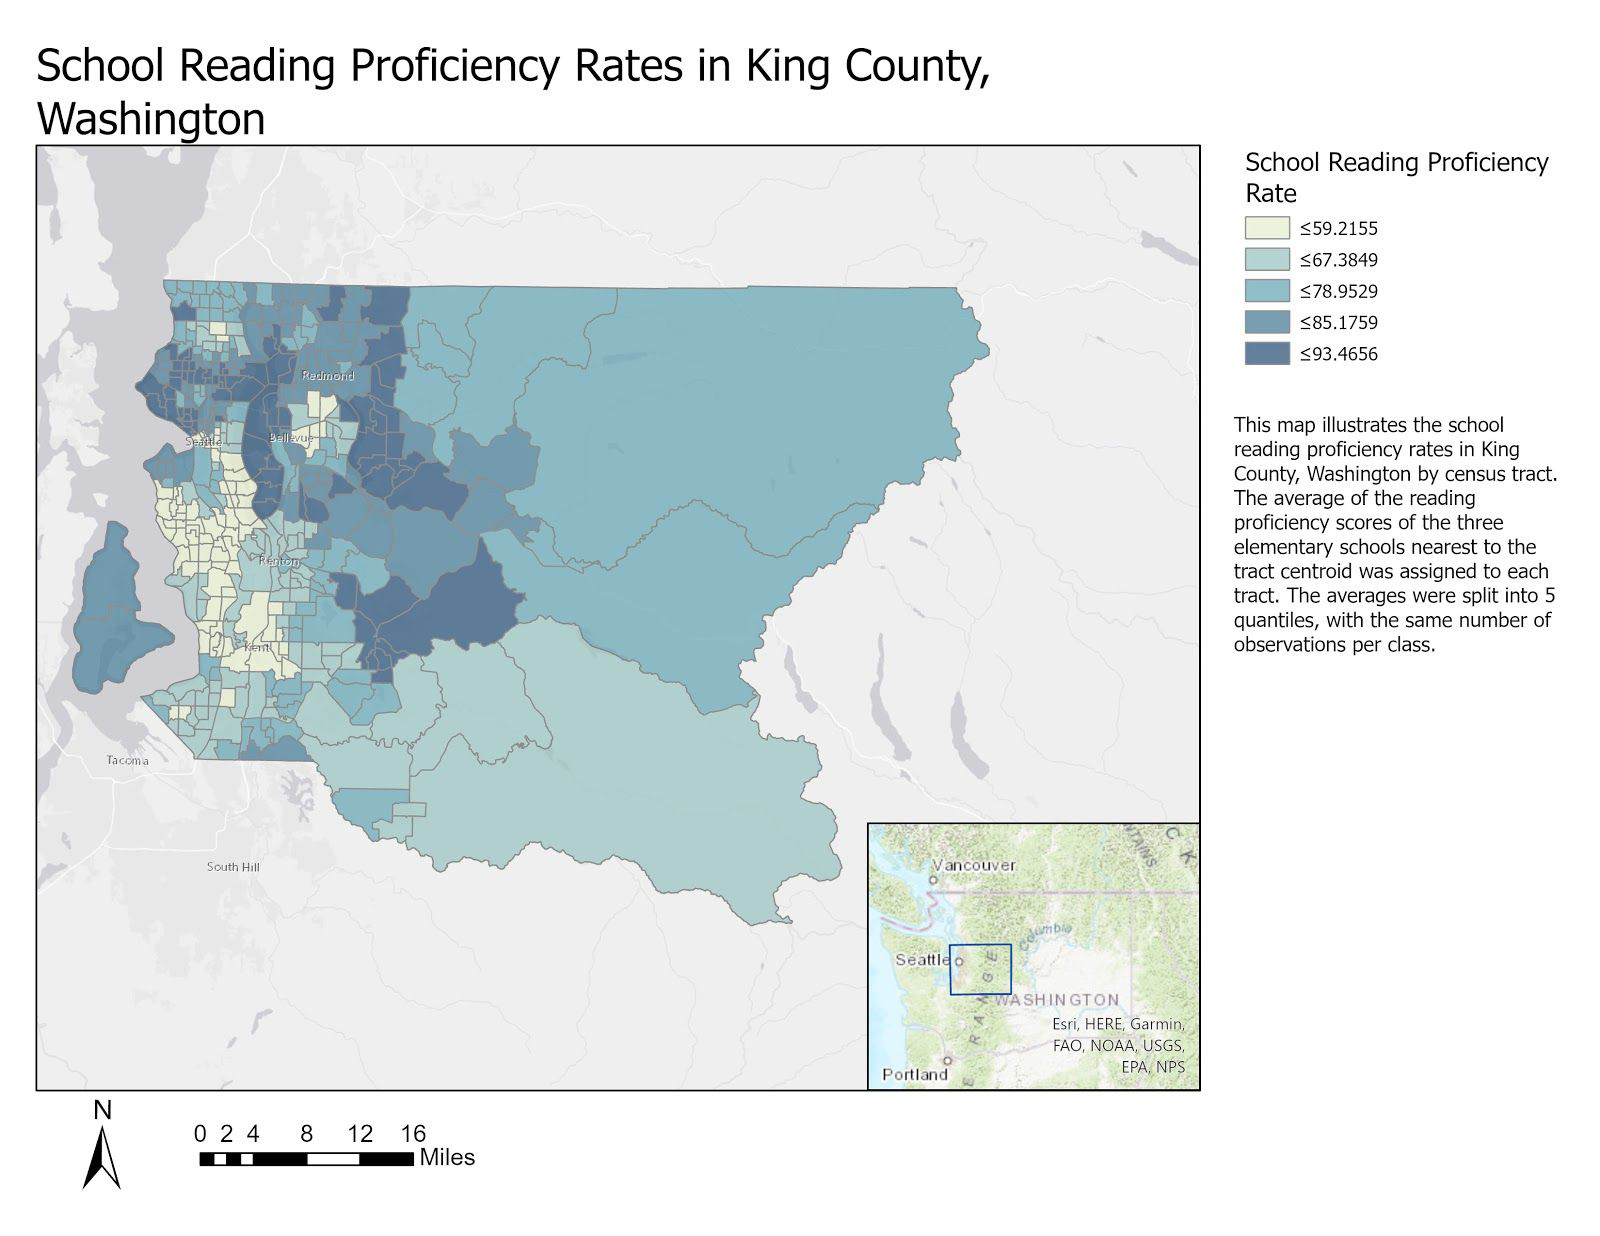 School Reading Proficiency Rates in King County,
Washington
School Reading Proficiency
Rate
≤59.2155
≤67.3849
≤78.9529
≤85.1759
≤93.4656
This map illustrates the school
reading proficiency rates in King
County, Washington by census tract.
The average of the reading
proficiency scores of the three
elementary schools nearest to the
tract centroid was assigned to each
tract. The averages were split into 5
quantiles, with the same number of
observations per class.
Redmond
Seattle
Bellevue
Renton
Kent
Tacoma
South Hill
Vancouver
Columbia
Seattle
RANGE
WASHINGTON
Portland
Esri, HERE, Garmin,
FAO, NOAA, USGS,
EPA, NPS
N
0 2 4 8 12 16
Miles